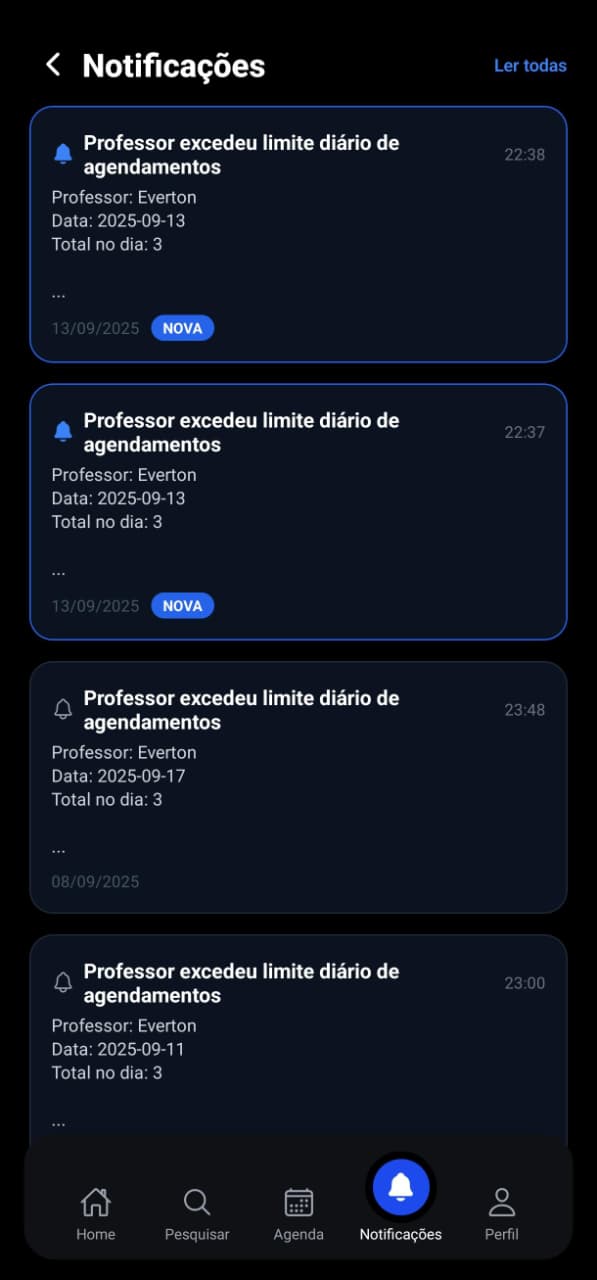 Notificações
Ler todas
Professor excedeu limite diário de
agendamentos
22:38
Professor: Everton
Data: 2025-09-13
Total no dia: 3
...
13/09/2025
NOVA
Professor excedeu limite diário de
agendamentos
22:37
Professor: Everton
Data: 2025-09-13
Total no dia: 3
...
13/09/2025
NOVA
Professor excedeu limite diário de
agendamentos
23:48
Professor: Everton
Data: 2025-09-17
Total no dia: 3
...
08/09/2025
Professor excedeu limite diário de
agendamentos
23:00
Professor: Everton
Data: 2025-09-11
Total no dia: 3
...
Home
Pesquisar
Agenda
Notificações
Perfil